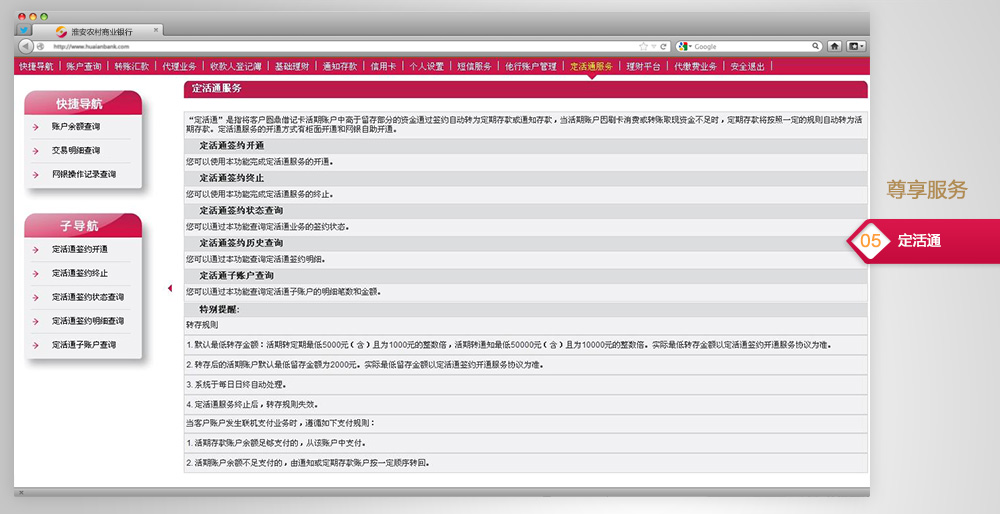 淮安农村商业银行
http://www.huaianbank.com
Google
快捷导航 | 账户查询 | 转账汇款 | 代理业务 | 收款人登记簿 | 基础理财 | 通知存款 | 信用卡 | 个人设置 | 短信服务 | 他行账户管理 | 定活通服务 | 理财平台 | 代缴费业务 | 安全退出 |
快捷导航
账户余额查询
交易明细查询
网银操作记录查询
子导航
定活通签约开通
定活通签约终止
定活通签约状态查询
定活通签约明细查询
定活通子账户查询
定活通服务
“定活通”是指将客户圆鼎借记卡活期账户中高于留存部分的资金通过签约自动转为定期存款或通知存款，当活期账户因刷卡消费或转账取现资金不足时，定期存款将按照一定的规则自动转为活
期存款。定活通服务的开通方式有柜面开通和网银自助开通。
定活通签约开通
您可以使用本功能完成定活通服务的开通。
定活通签约终止
您可以使用本功能完成定活通服务的终止。
定活通签约状态查询
您可以通过本功能查询定活通业务的签约状态。
定活通签约历史查询
您可以通过本功能查询定活通签约明细。
定活通子账户查询
您可以通过本功能查询定活通子账户的明细笔数和金额。
特别提醒：
转存规则
1.默认最低转存金额：活期转定期最低5000元（含）且为1000元的整数倍，活期转通知最低50000元（含）且为10000元的整数倍。实际最低转存金额以定活通签约开通服务协议为准。
2.转存后的活期账户默认最低留存金额为2000元。实际最低留存金额以定活通签约开通服务协议为准。
3.系统于每日日终自动处理。
4.定活通服务终止后，转存规则失效。
当客户账户发生联机支付业务时，遵循如下支付规则：
1.活期存款账户余额足够支付的，从该账户中支付。
2.活期账户余额不足支付的，由通知或定期存款账户按一定顺序转回。
尊享服务
05 定活通